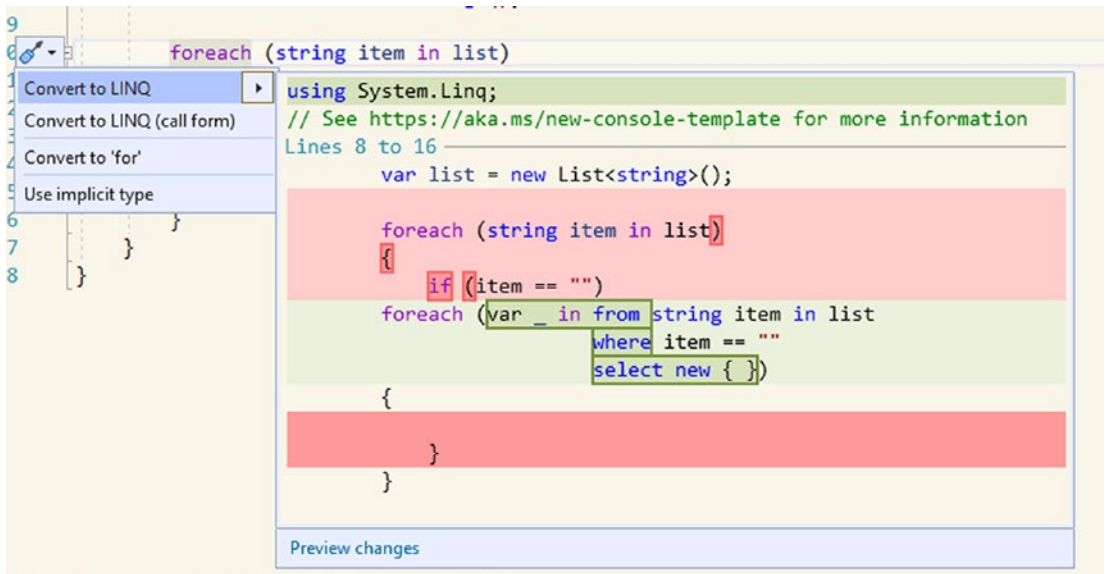 9
foreach (string item in list)
Convert to LINQ
Convert to LINQ (call form)
Convert to 'for'
Use implicit type
6 }
7 }
8 }
using System.Linq;
// See https://aka.ms/new-console-template for more information
Lines 8 to 16
var list = new List<string>();
foreach (string item in list)
{
if (item == "")
foreach (var _ in from string item in list
where item == ""
select new { })
{
}
}
Preview changes